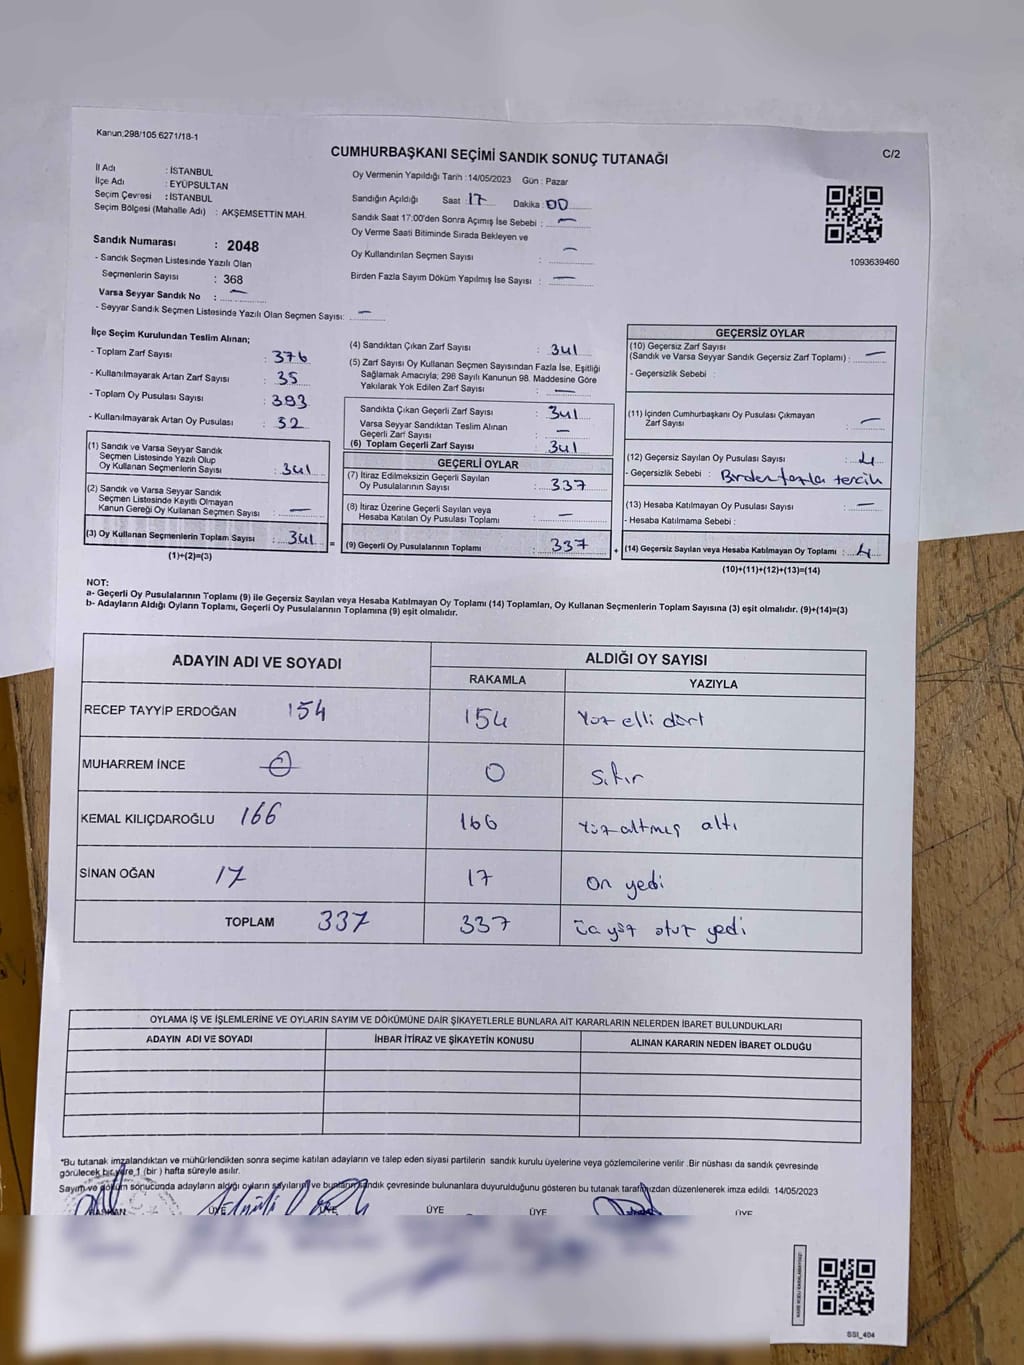 Kanun:298/105 6271/18-1
C/2
CUMHURBAŞKANI SEÇİMİ SANDIK SONUÇ TUTANAĞI
İl Adı : İSTANBUL
İlçe Adı : EYÜPSULTAN
Seçim Çevresi : İSTANBUL
Seçim Bölgesi (Mahalle Adı) : AKŞEMSETTİN MAH.
Sandık Numarası : 2048
- Sandık Seçmen Listesinde Yazılı Olan
Seçmenlerin Sayısı : 368
Varsa Seyyar Sandık No : —
- Seyyar Sandık Seçmen Listesinde Yazılı Olan Seçmen Sayısı: —
Oy Vermenin Yapıldığı Tarih :14/05/2023 Gün : Pazar
Sandığın Açıldığı Saat : 17 Dakika : 00
Sandık Saat 17:00'den Sonra Açımış İse Sebebi : —
Oy Verme Saati Bitiminde Sırada Bekleyen ve
Oy Kullandırılan Seçmen Sayısı : —
Birden Fazla Sayım Döküm Yapılmış İse Sayısı : —
1093639460
İlçe Seçim Kurulundan Teslim Alınan;
- Toplam Zarf Sayısı : 376
- Kullanılmayarak Artan Zarf Sayısı : 35
- Toplam Oy Pusulası Sayısı : 393
- Kullanılmayarak Artan Oy Pusulası : 52
(1) Sandık ve Varsa Seyyar Sandık
Seçmen Listesinde Yazılı Olup
Oy Kullanan Seçmenlerin Sayısı : 341
(2) Sandık ve Varsa Seyyar Sandık
Seçmen Listesinde Kayıtlı Olmayan
Kanun Gereği Oy Kullanan Seçmen Sayısı : —
(3) Oy Kullanan Seçmenlerin Toplam Sayısı : 341 =
(1)+(2)=(3)
(4) Sandıktan Çıkan Zarf Sayısı : 341
(5) Zarf Sayısı Oy Kullanan Seçmen Sayısından Fazla İse, Eşitliği
Sağlamak Amacıyla; 298 Sayılı Kanunun 98. Maddesine Göre
Yakılarak Yok Edilen Zarf Sayısı : —
Sandıkta Çıkan Geçerli Zarf Sayısı : 341
Varsa Seyyar Sandıktan Teslim Alınan
Geçerli Zarf Sayısı : —
(6) Toplam Geçerli Zarf Sayısı : 341
GEÇERLİ OYLAR
(7) İtiraz Edilmeksizin Geçerli Sayılan
Oy Pusulalarının Sayısı : 337
(8) İtiraz Üzerine Geçerli Sayılan veya
Hesaba Katılan Oy Pusulası Toplamı : —
(9) Geçerli Oy Pusulalarının Toplamı : 337 +
GEÇERSİZ OYLAR
(10) Geçersiz Zarf Sayısı
(Sandık ve Varsa Seyyar Sandık Geçersiz Zarf Toplamı) : —
- Geçersizlik Sebebi :
(11) İçinden Cumhurbaşkanı Oy Pusulası Çıkmayan
Zarf Sayısı : —
(12) Geçersiz Sayılan Oy Pusulası Sayısı : 4
- Geçersizlik Sebebi : Birden fazla tercih
(13) Hesaba Katılmayan Oy Pusulası Sayısı : —
- Hesaba Katılmama Sebebi :
(14) Geçersiz Sayılan veya Hesaba Katılmayan Oy Toplamı : 4
(10)+(11)+(12)+(13)=(14)
NOT:
a- Geçerli Oy Pusulalarının Toplamı (9) ile Geçersiz Sayılan veya Hesaba Katılmayan Oy Toplamı (14) Toplamları, Oy Kullanan Seçmenlerin Toplam Sayısına (3) eşit olmalıdır. (9)+(14)=(3)
b- Adayların Aldığı Oyların Toplamı, Geçerli Oy Pusulalarının Toplamına (9) eşit olmalıdır.
ADAYIN ADI VE SOYADI
ALDIĞI OY SAYISI
RAKAMLA YAZIYLA
RECEP TAYYİP ERDOĞAN 154 154 Yüz elli dört
MUHARREM İNCE 0 0 sıfır
KEMAL KILIÇDAROĞLU 166 166 Yüz altmış altı
SİNAN OĞAN 17 17 on yedi
TOPLAM 337 337 üç yüz otuz yedi
OYLAMA İŞ VE İŞLEMLERİNE VE OYLARIN SAYIM VE DÖKÜMÜNE DAİR ŞİKAYETLERLE BUNLARA AİT KARARLARIN NELERDEN İBARET BULUNDUKLARI
ADAYIN ADI VE SOYADI İHBAR İTİRAZ VE ŞİKAYETİN KONUSU ALINAN KARARIN NEDEN İBARET OLDUĞU
*Bu tutanak imzalandıktan ve mühürlendikten sonra seçime katılan adayların ve talep eden siyasi partilerin sandık kurulu üyelerine veya gözlemcilerine verilir .Bir nüshası da sandık çevresinde
görülecek bir yere 1 (bir ) hafta süreyle asılır.
Sayım ve döküm sonucunda adayların aldığı oyların sayılarını ve bunların sandık çevresinde bulunanlara duyurulduğunu gösteren bu tutanak tarafımızdan düzenlenerek imza edildi. 14/05/2023
BAŞKAN ÜYE ÜYE ÜYE ÜYE ÜYE
SSI_404